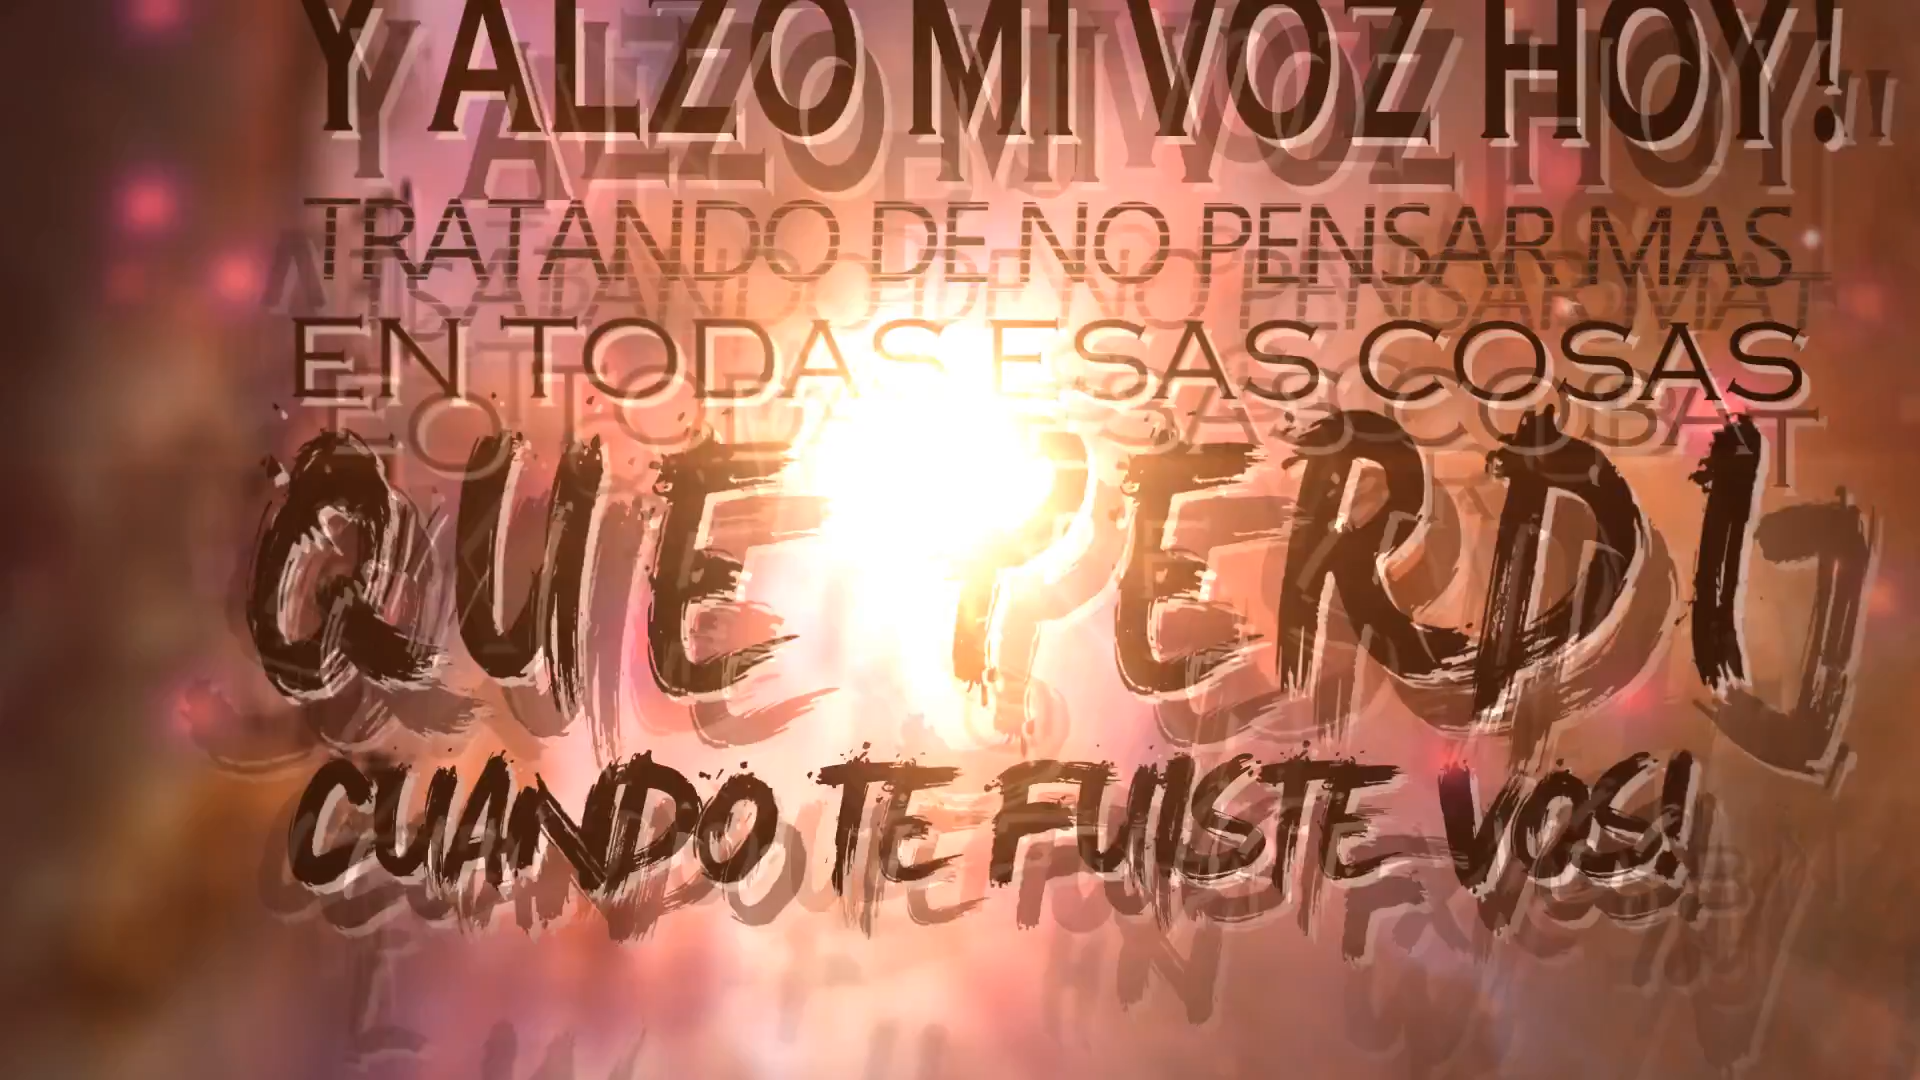 Y ALZO MI VOZ HOY!
TRATANDO DE NO PENSAR MAS
EN TODAS ESAS COSAS
QUE PERDI
CUANDO TE FUISTE VOS!